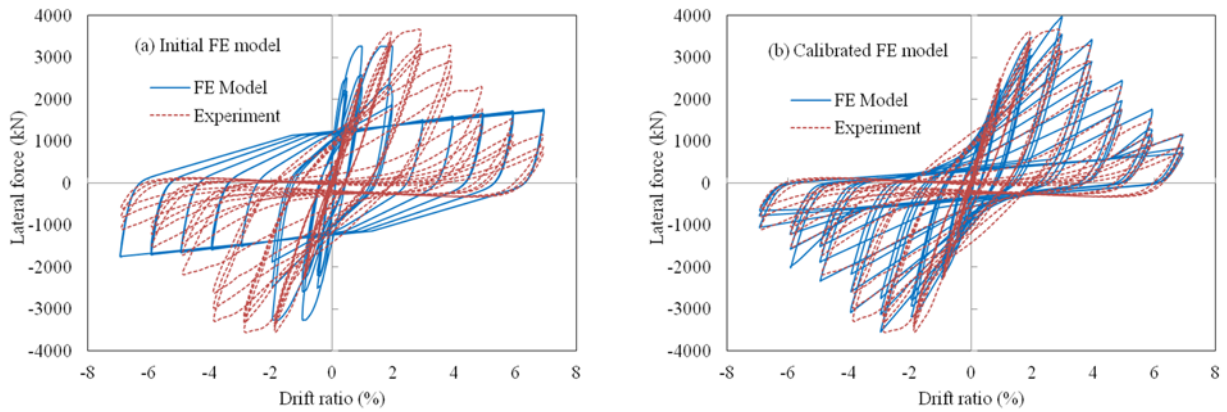 4000
3000
2000
1000
0
-1000
-2000
-3000
-4000
Lateral force (kN)
(a) Initial FE model
FE Model
Experiment
-8 -6 -4 -2 0 2 4 6 8
Drift ratio (%)
4000
3000
2000
1000
0
-1000
-2000
-3000
-4000
Lateral force (kN)
(b) Calibrated FE model
FE Model
Experiment
-8 -6 -4 -2 0 2 4 6 8
Drift ratio (%)